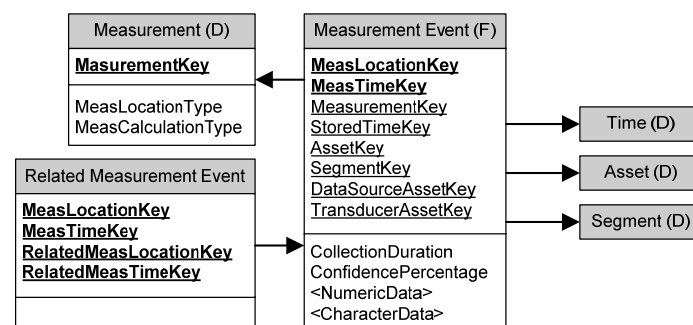 Measurement (D)
MasurementKey
MeasLocationType
MeasCalculationType
Measurement Event (F)
MeasLocationKey
MeasTimeKey
MeasurementKey
StoredTimeKey
AssetKey
SegmentKey
DataSourceAssetKey
TransducerAssetKey
CollectionDuration
ConfidencePercentage
<NumericData>
<CharacterData>
Related Measurement Event
MeasLocationKey
MeasTimeKey
RelatedMeasLocationKey
RelatedMeasTimeKey
Time (D)
Asset (D)
Segment (D)